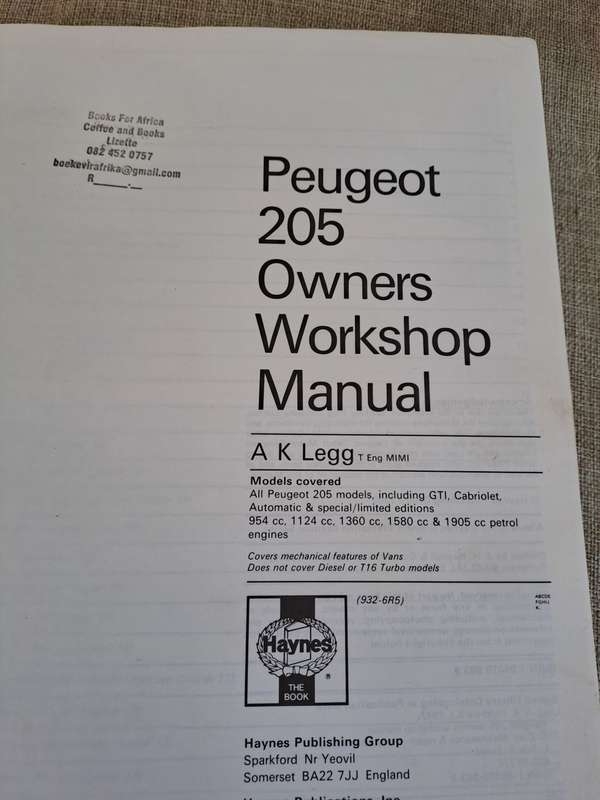 Books For Africa
Coffee and Books
Lizette
082 452 0757
boekevirafrika@gmail.com
R_____.__
Peugeot
205
Owners
Workshop
Manual
A K Legg T Eng MIMI
Models covered
All Peugeot 205 models, including GTI, Cabriolet,
Automatic & special/limited editions
954 cc, 1124 cc, 1360 cc, 1580 cc & 1905 cc petrol
engines
Covers mechanical features of Vans
Does not cover Diesel or T16 Turbo models
(932-6R5)
ABCDE
FGHIJ
K
Haynes
®
THE
BOOK
Haynes Publishing Group
Sparkford Nr Yeovil
Somerset BA22 7JJ England
Haynes Publications, Inc